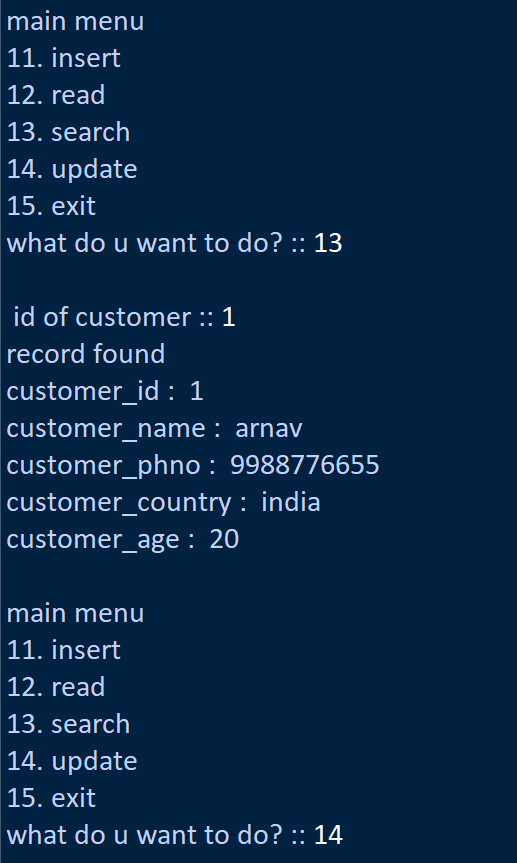 main menu
11. insert
12. read
13. search
14. update
15. exit
what do u want to do? :: 13
id of customer :: 1
record found
customer_id :  1
customer_name :  arnav
customer_phno :  9988776655
customer_country :  india
customer_age :  20
main menu
11. insert
12. read
13. search
14. update
15. exit
what do u want to do? :: 14